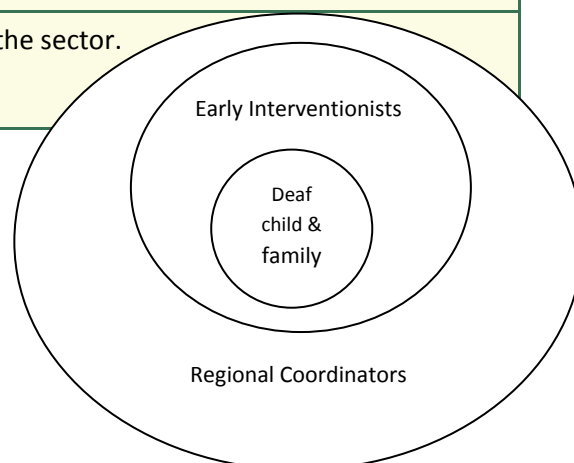 the sector.
Early Interventionists
Deaf
child &
family
Regional Coordinators